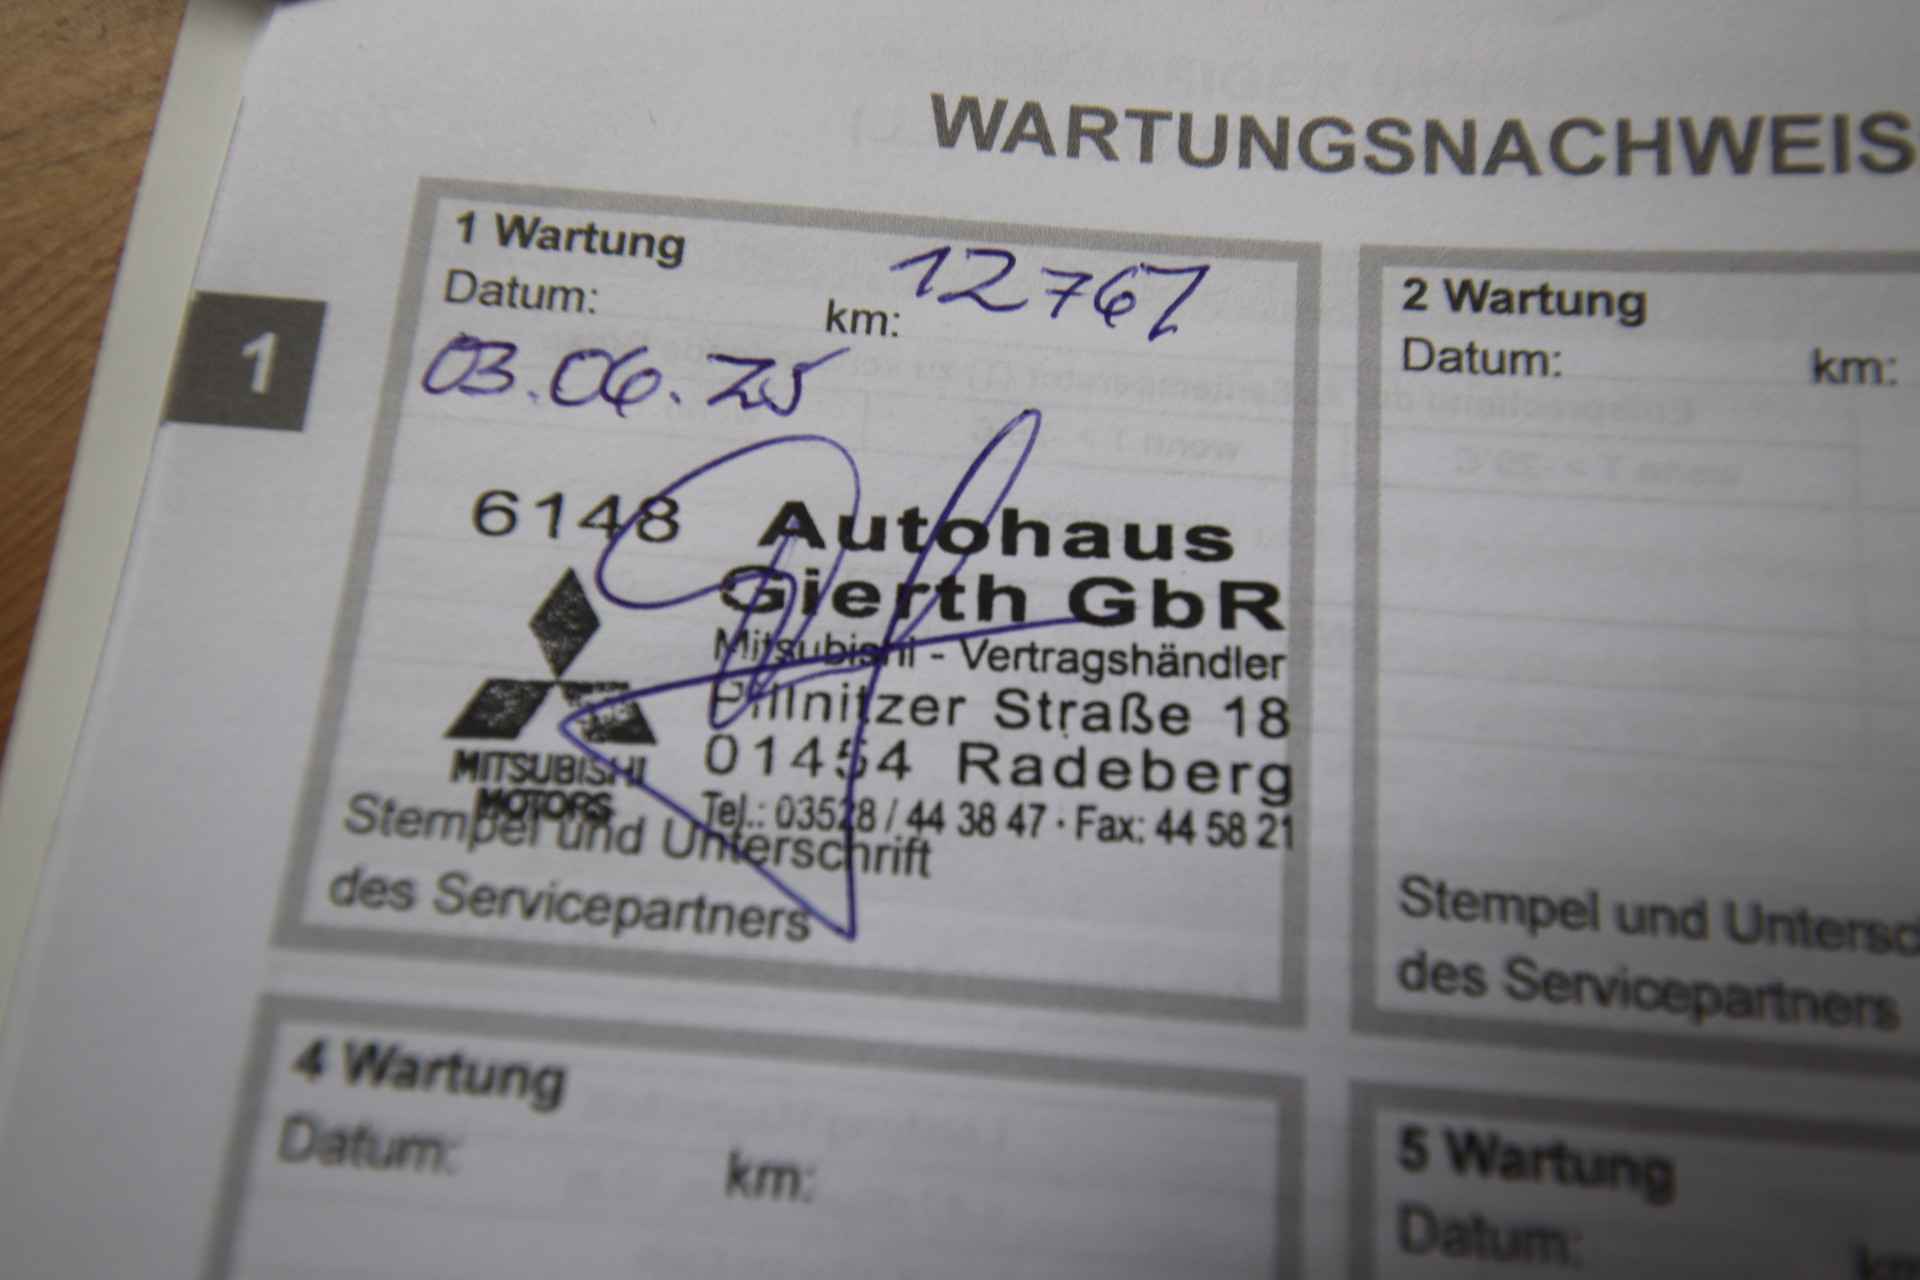 WARTUNGSNACHWEIS
1
1 Wartung
Datum: km: 12767
03.06.25
6148 Autohaus
Gierth GbR
Mitsubishi - Vertragshändler
Pillnitzer Straße 18
01454 Radeberg
Tel.: 03528 / 44 38 47 · Fax: 44 58 21
MITSUBISHI
MOTORS
Stempel und Unterschrift
des Servicepartners
2 Wartung
Datum: km:
Stempel und Untersc
des Servicepartners
4 Wartung
Datum: km:
5 Wartung
Datum: km